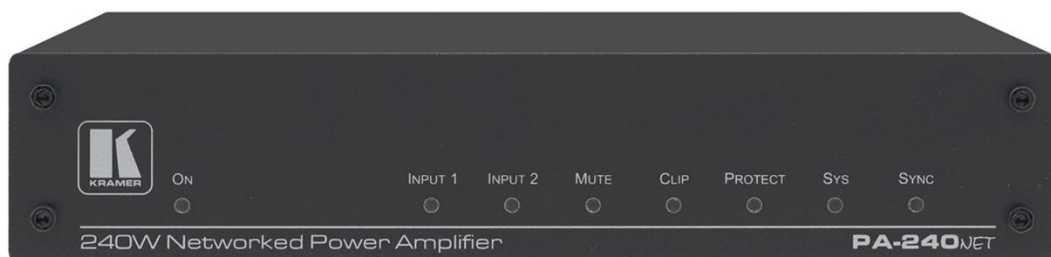 K
KRAMER
ON
INPUT 1 INPUT 2 MUTE CLIP PROTECT SYS SYNC
240W Networked Power Amplifier
PA-240NET